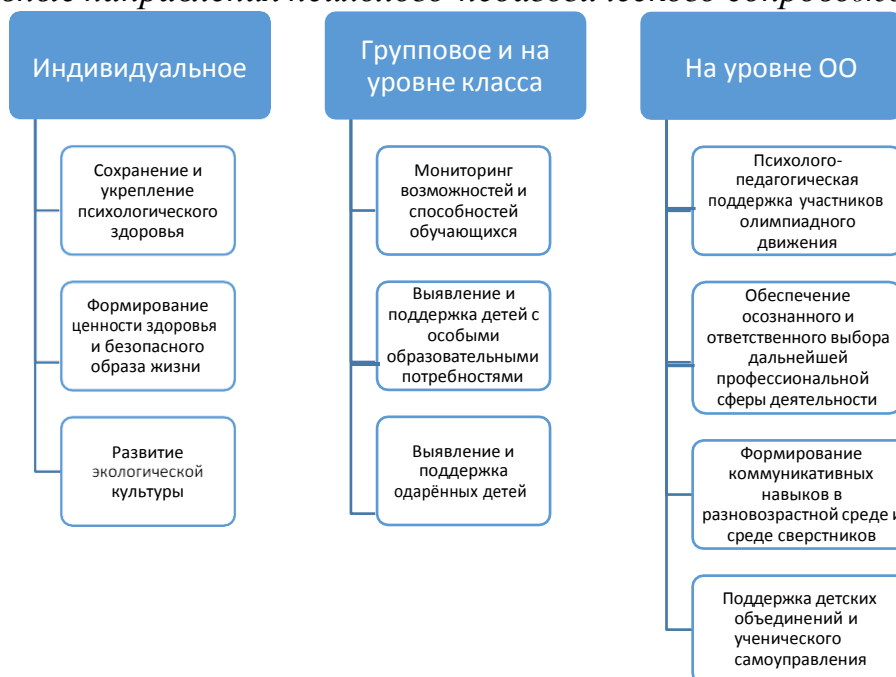 направления психолого-педагогического
Индивидуальное
Сохранение и
укрепление
психологического
здоровья
Формирование
ценности здоровья
и безопасного
образа жизни
Развитие
экологической
культуры
Групповое и на
уровне класса
Мониторинг
возможностей и
способностей
обучающихся
Выявление и
поддержка детей с
особыми
образовательными
потребностями
Выявление и
поддержка
одарённых детей
На уровне ОО
Психолого-
педагогическая
поддержка участников
олимпиадного
движения
Обеспечение
осознанного и
ответственного выбора
дальнейшей
профессиональной
сферы деятельности
Формирование
коммуникативных
навыков в
разновозрастной среде и
среде сверстников
Поддержка детских
объединений и
ученического
самоуправления